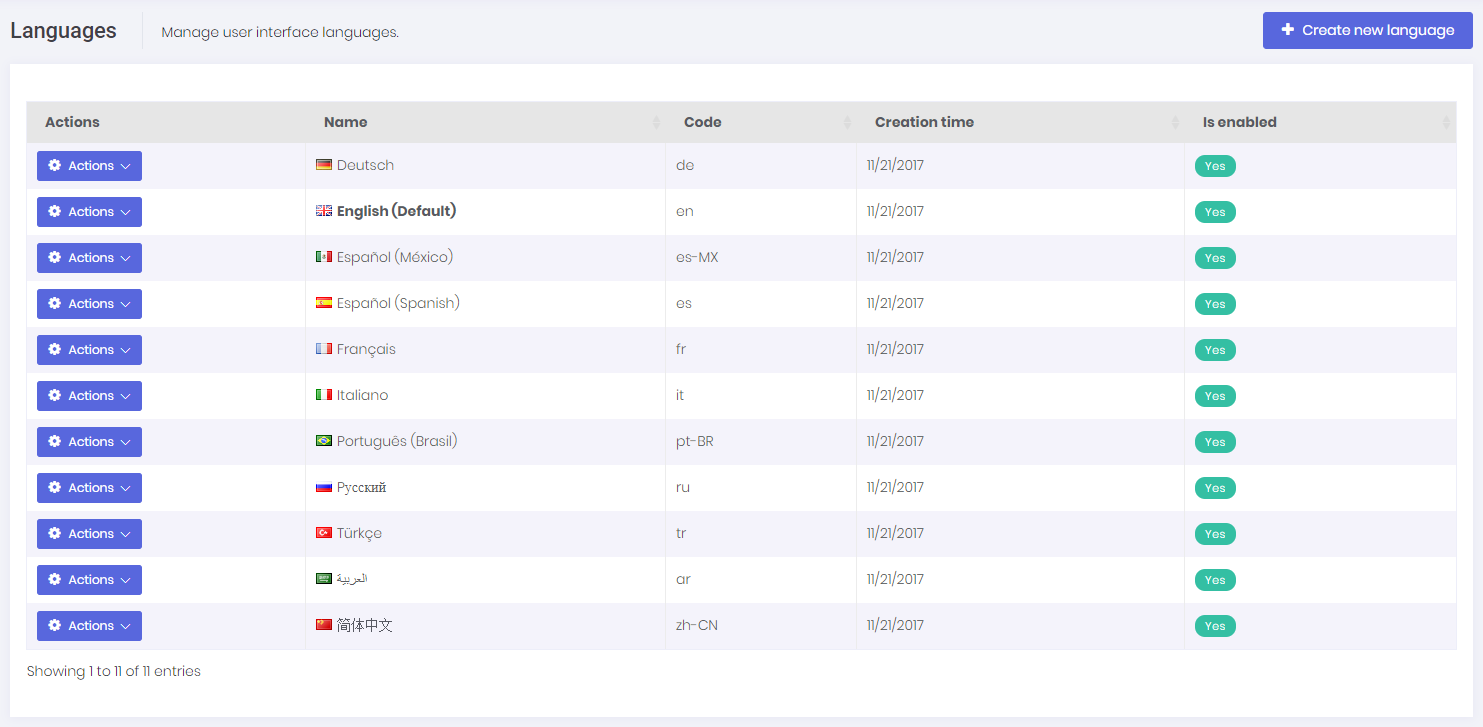 Languages Manage user interface languages. Create new language
Actions Name Code Creation time Is enabled
Actions Deutsch de 11/21/2017 Yes
Actions English (Default) en 11/21/2017 Yes
Actions Español (México) es-MX 11/21/2017 Yes
Actions Español (Spanish) es 11/21/2017 Yes
Actions Français fr 11/21/2017 Yes
Actions Italiano it 11/21/2017 Yes
Actions Português (Brasil) pt-BR 11/21/2017 Yes
Actions Русский ru 11/21/2017 Yes
Actions Türkçe tr 11/21/2017 Yes
Actions العربية ar 11/21/2017 Yes
Actions 简体中文 zh-CN 11/21/2017 Yes
Showing 1 to 11 of 11 entries